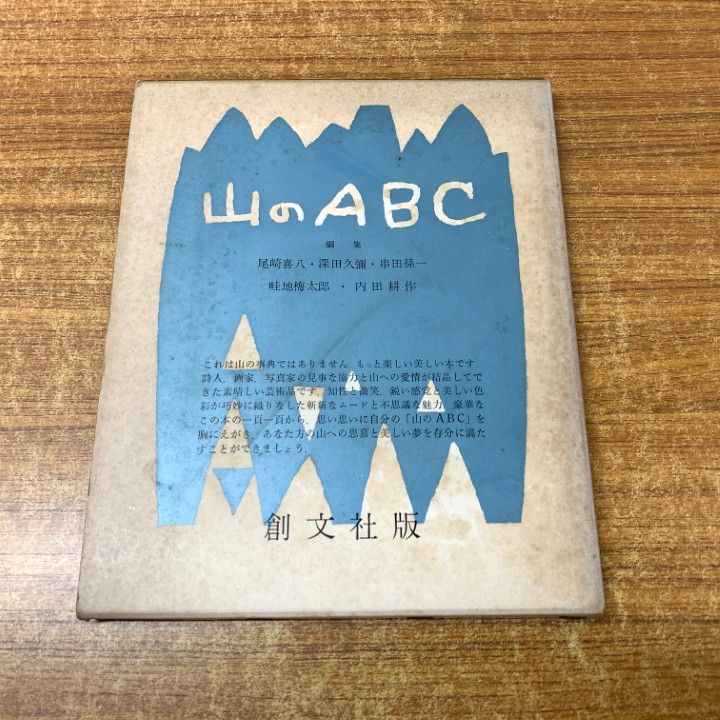 山のABC
編集
尾崎喜八・深田久彌・串田孫一
畦地梅太郎・内田耕作
これは山の事典ではありません。もっと楽しい美しい本です。
詩人、画家、写真家の見事な協力と山への愛情が結晶してで
きた素晴しい芸術品です。知性と微笑、鋭い感覚と美しい色
彩が巧妙に織りなした斬新なムードと不思議な魅力。豪華な
この本の一頁一頁から、思い思いに自分の「山のABC」を
胸にえがき、あなた方の山への思慕と美しい夢を存分に満た
すことができましょう。
創文社版